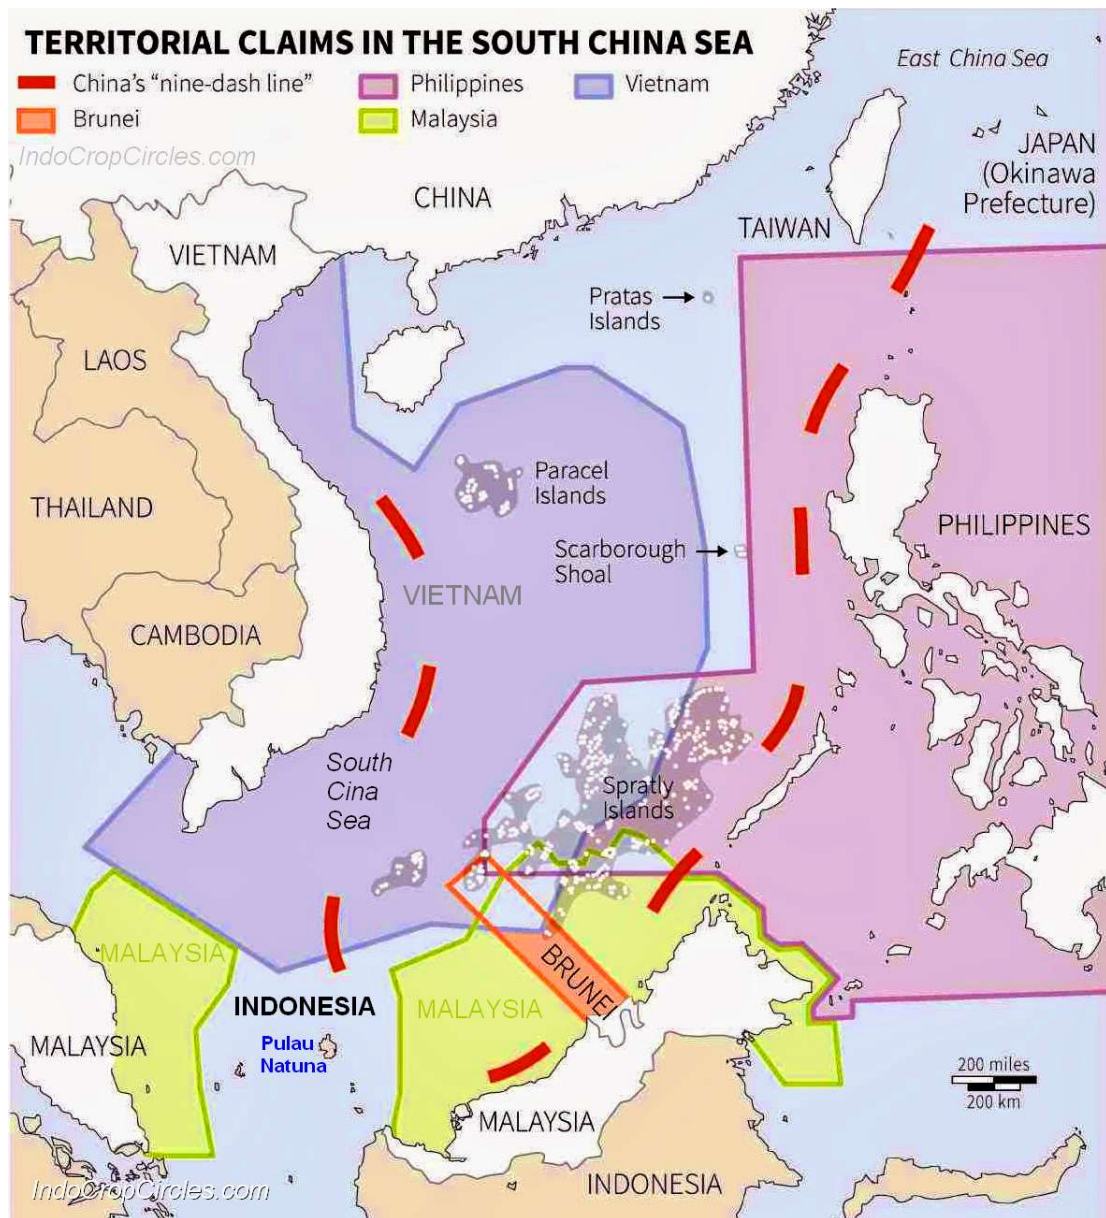 TERRITORIAL CLAIMS IN THE SOUTH CHINA SEA
China's “nine-dash line”
Philippines
Vietnam
Brunei
Malaysia
IndoCropCircles.com
East China Sea
JAPAN
(Okinawa
Prefecture)
CHINA
TAIWAN
VIETNAM
Pratas
Islands
LAOS
Paracel
Islands
THAILAND
PHILIPPINES
Scarborough
Shoal
VIETNAM
CAMBODIA
South
Cina
Sea
Spratly
Islands
MALAYSIA
BRUNEI
INDONESIA
MALAYSIA
Pulau
Natuna
MALAYSIA
200 miles
200 km
MALAYSIA
INDONESIA
IndoCropCircles.com